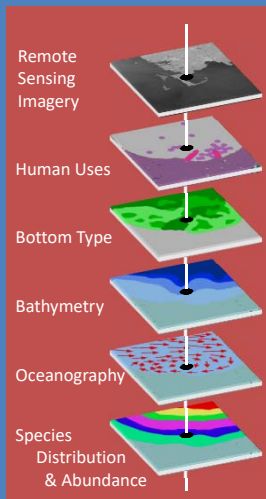 Remote
Sensing
Imagery
Human Uses
Bottom Type
Bathymetry
Oceanography
Species
Distribution
& Abundance